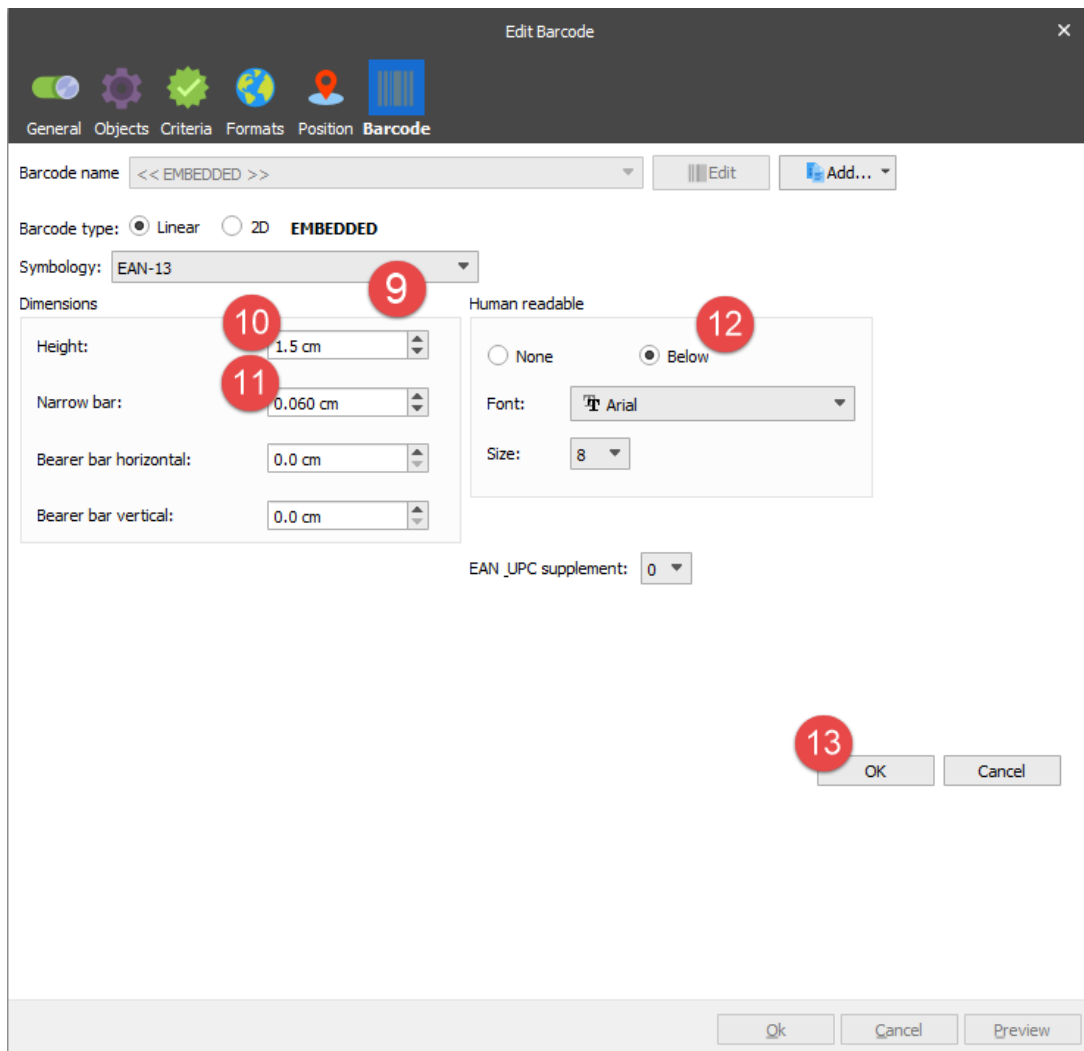 Edit Barcode
General Objects Criteria Formats Position Barcode
Barcode name << EMBEDDED >> Edit Add...
Barcode type: Linear 2D EMBEDDED
Symbology: EAN-13
9
Dimensions Human readable
10 12
Height: 1.5 cm None Below
11
Narrow bar: 0.060 cm Font: Arial
Bearer bar horizontal: 0.0 cm Size: 8
Bearer bar vertical: 0.0 cm
EAN_UPC supplement: 0
13
OK Cancel
Ok Cancel Preview